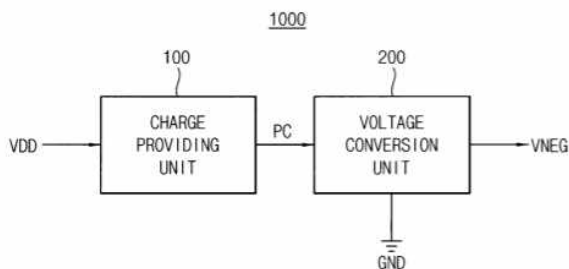 1000
100
200
VDD
CHARGE
PROVIDING
UNIT
PC
VOLTAGE
CONVERSION
UNIT
VNEG
GND